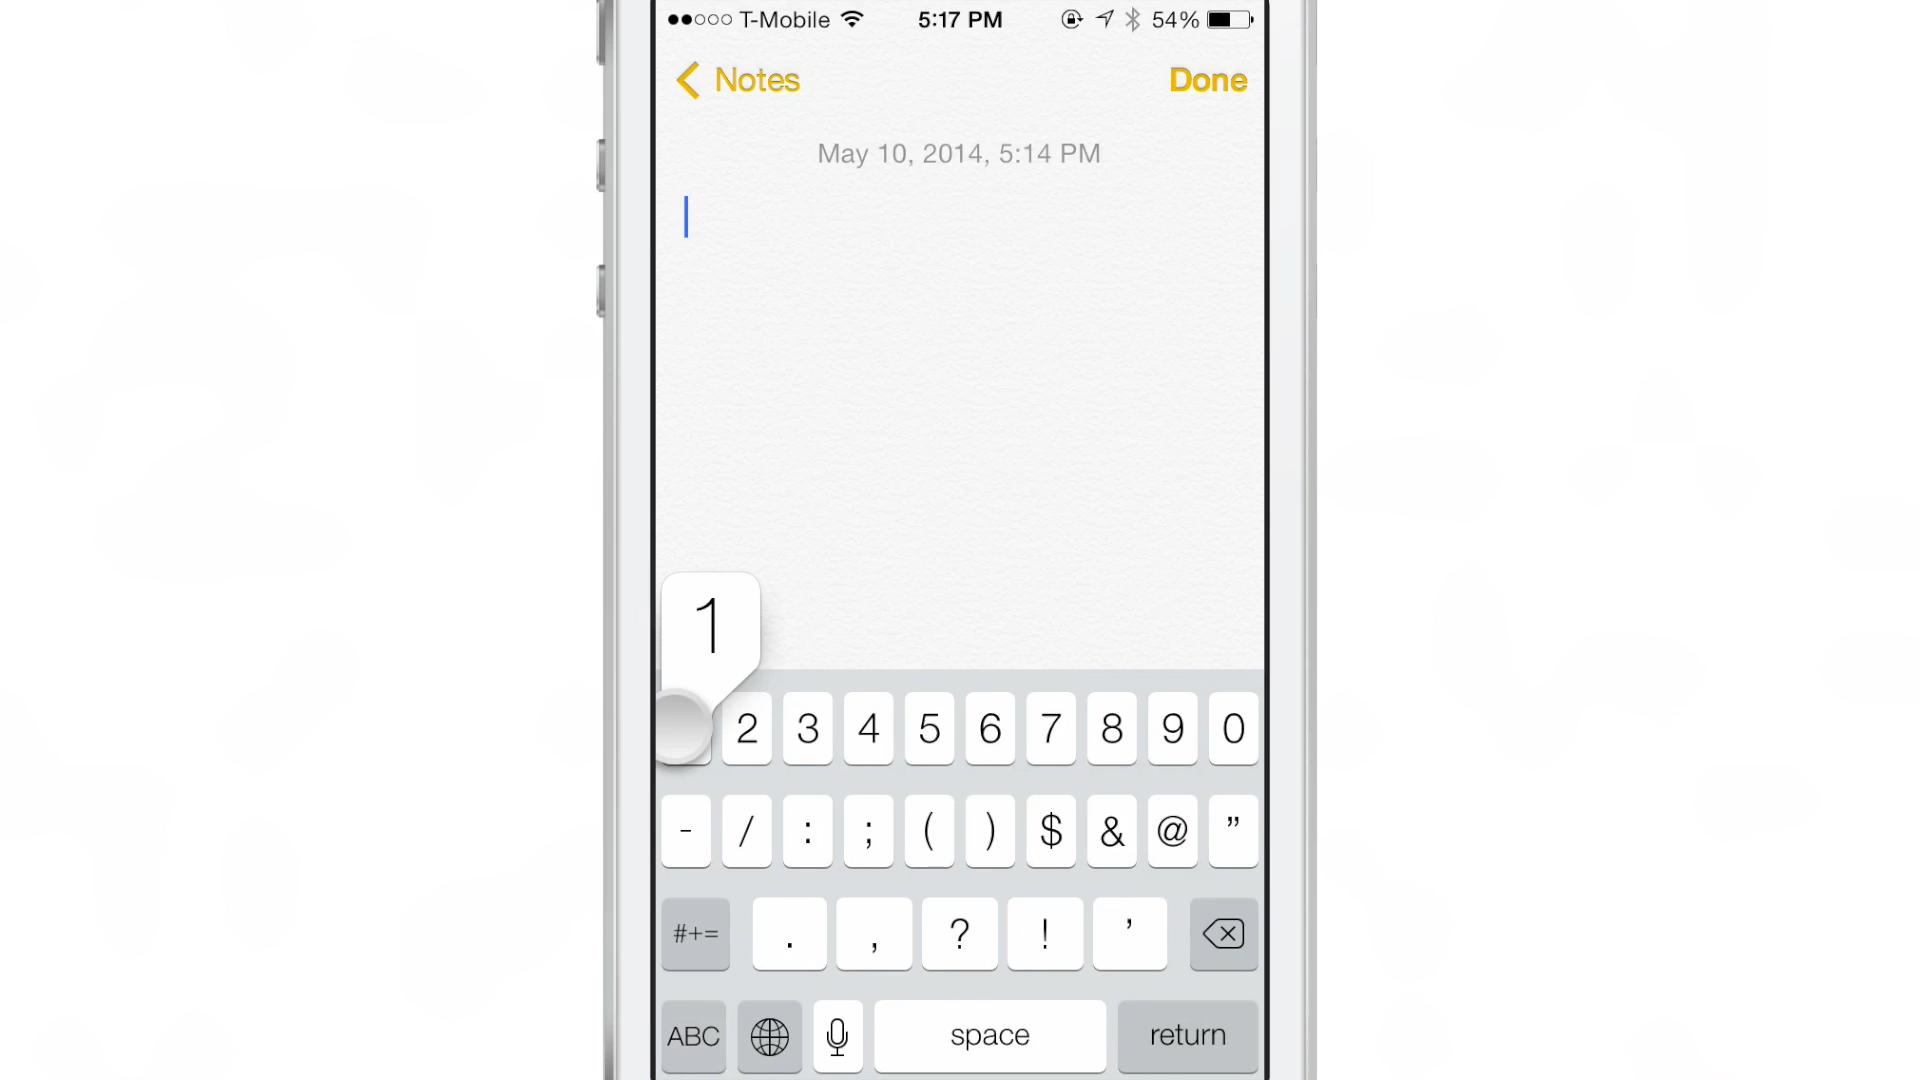 T-Mobile 5:17 PM 54%
Notes Done
May 10, 2014, 5:14 PM
1
2 3 4 5 6 7 8 9 0
- / : ; ( ) $ & @ ”
#+= . , ? ! ’
ABC space return